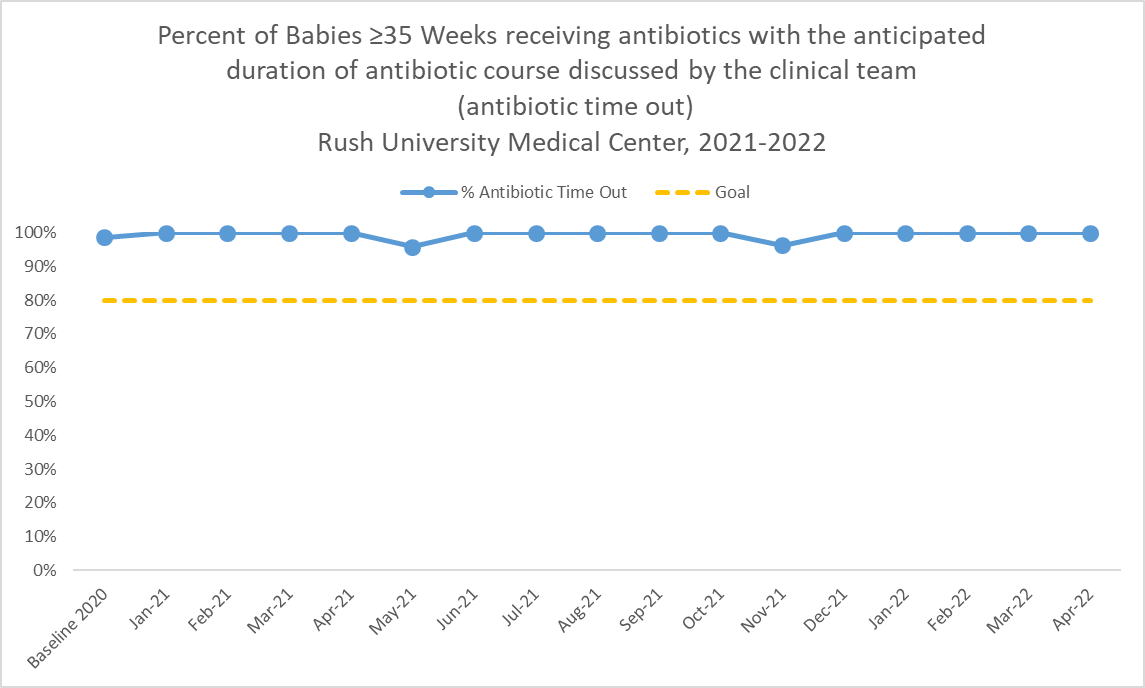 Percent of Babies ≥35 Weeks receiving antibiotics with the anticipated
duration of antibiotic course discussed by the clinical team
(antibiotic time out)
Rush University Medical Center, 2021-2022
% Antibiotic Time Out
Goal
100%
90%
80%
70%
60%
50%
40%
30%
20%
10%
0%
Baseline 2020
Jan-21
Feb-21
Mar-21
Apr-21
May-21
Jun-21
Jul-21
Aug-21
Sep-21
Oct-21
Nov-21
Dec-21
Jan-22
Feb-22
Mar-22
Apr-22